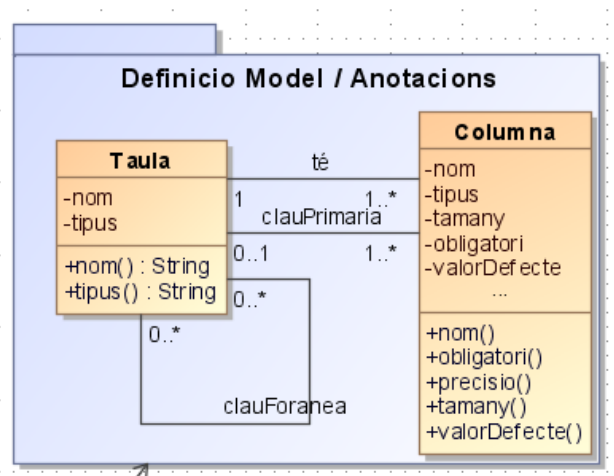 Definicio Model / Anotacions
Taula
-nom
-tipus
+nom() : String
+tipus() : String
té
1
1..*
clauPrimaria
0..1
1..*
0..*
0..*
clauForanea
Columna
-nom
-tipus
-tamany
-obligatori
-valorDefecte
...
+nom()
+obligatori()
+precisio()
+tamany()
+valorDefecte()